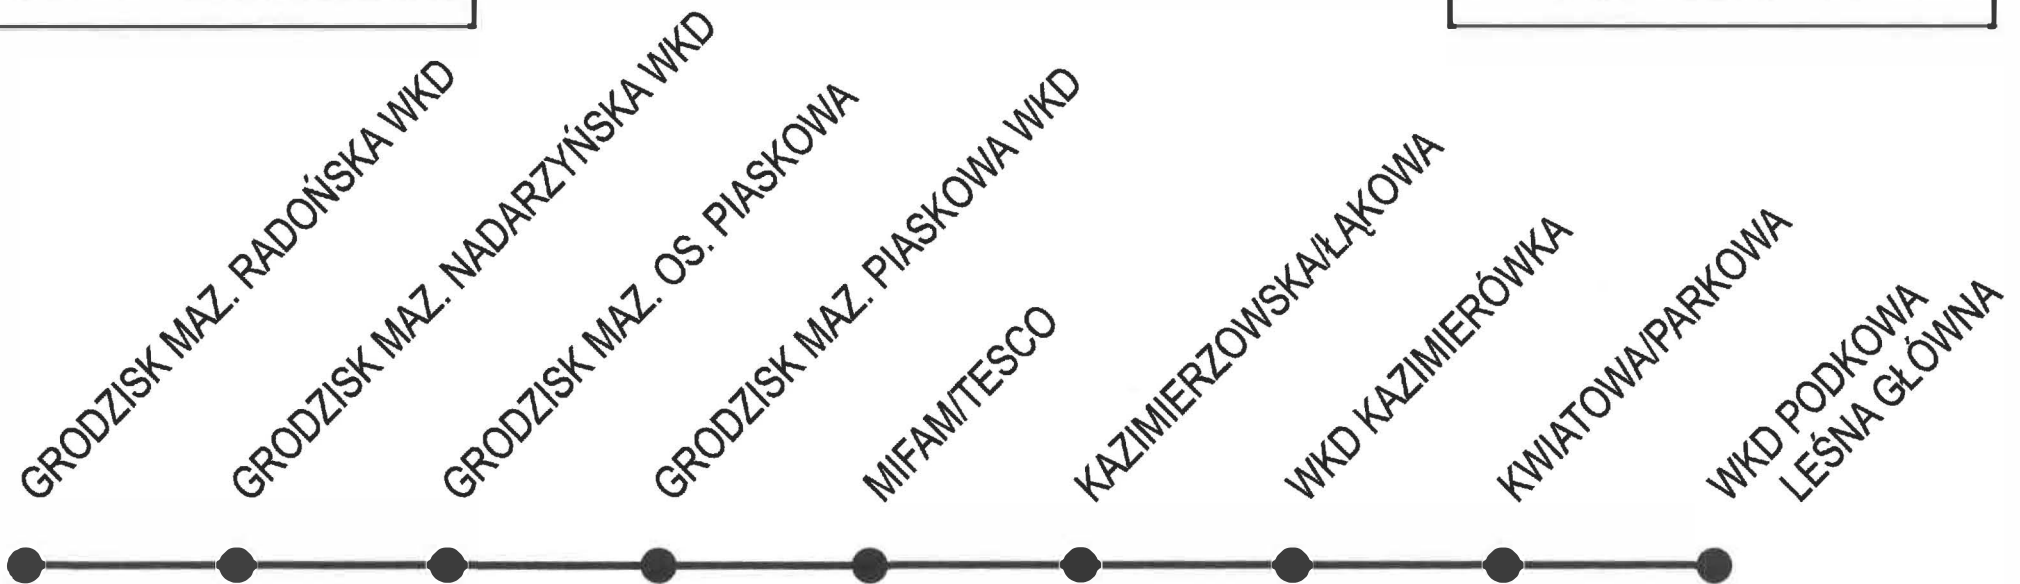 GRODZISK MAZ. RADOŃSKA WKD
GRODZISK MAZ. NADARZYŃSKA WKD
GRODZISK MAZ. OS. PIASKOWA
GRODZISK MAZ. PIASKOWA WKD
MIFAM/TESCO
KAZIMIERZOWSKA/ŁĄKOWA
WKD KAZIMIERÓWKA
KWIATOWA/PARKOWA
WKD PODKOWA
LEŚNA GŁÓWNA